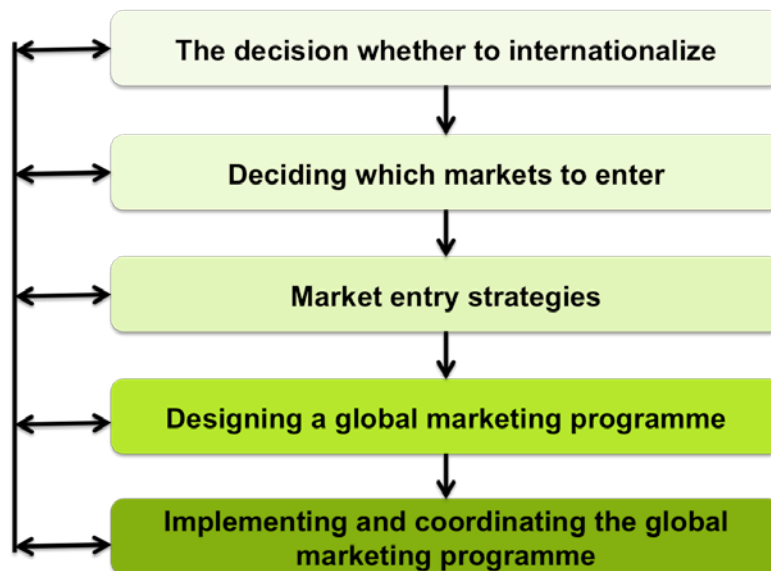 The decision whether to internationalize
Deciding which markets to enter
Market entry strategies
Designing a global marketing programme
Implementing and coordinating the global
marketing programme